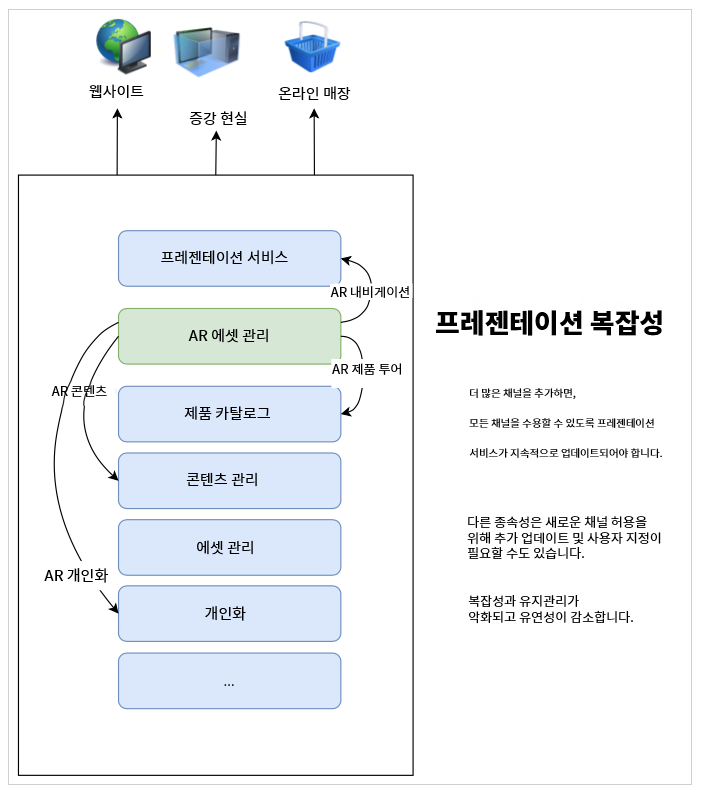 웹사이트
증강 현실
온라인 매장
프레젠테이션 서비스
AR 내비게이션
AR 에셋 관리
AR 제품 투어
AR 콘텐츠
제품 카탈로그
콘텐츠 관리
에셋 관리
AR 개인화
개인화
...
프레젠테이션 복잡성
더 많은 채널을 추가하면,
모든 채널을 수용할 수 있도록 프레젠테이션
서비스가 지속적으로 업데이트되어야 합니다.
다른 종속성은 새로운 채널 허용을
위해 추가 업데이트 및 사용자 지정이
필요할 수도 있습니다.
복잡성과 유지관리가
악화되고 유연성이 감소합니다.